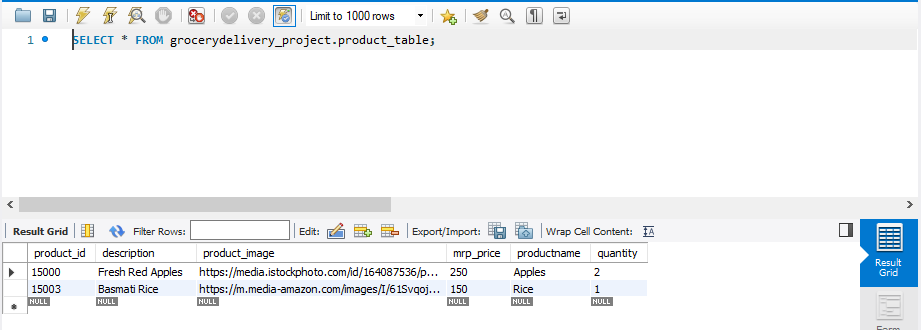 Limit to 1000 rows
1 SELECT * FROM grocerydelivery_project.product_table;
Result Grid Filter Rows: Edit: Export/Import: Wrap Cell Content:
product_id description product_image mrp_price productname quantity
15000 Fresh Red Apples https://media.istockphoto.com/id/164087536/p... 250 Apples 2
15003 Basmati Rice https://m.media-amazon.com/images/I/61Svqoj... 150 Rice 1
NULL NULL NULL NULL NULL NULL
Result
Grid
Form